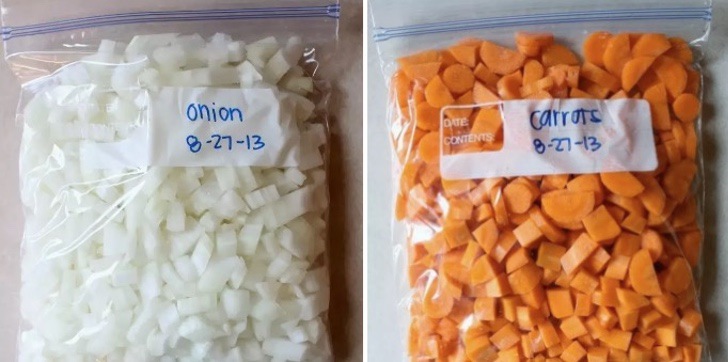 onion
8-27-13
DATE:
CONTENTS:
carrots
8-27-13